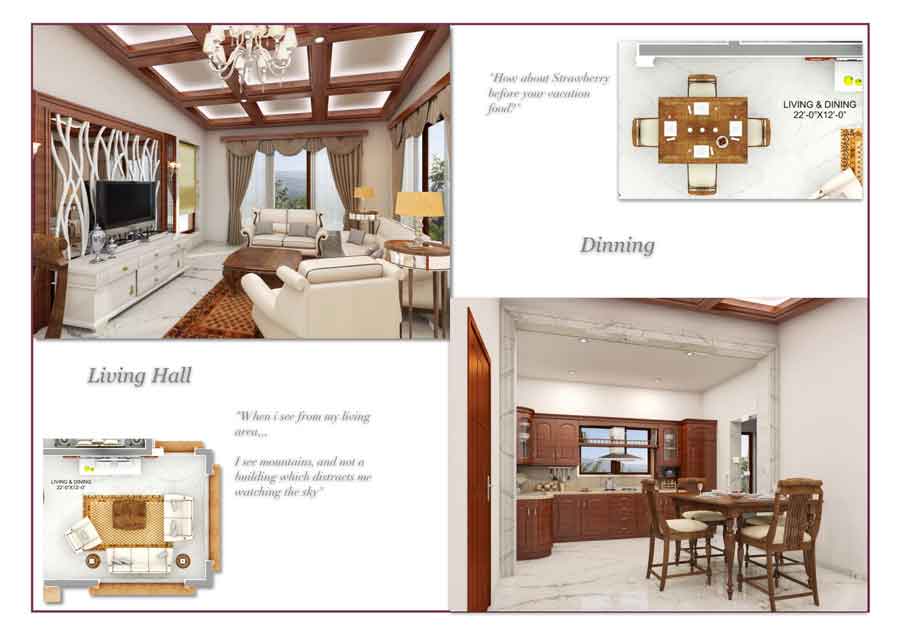 "How about Strawberry
before your vacation
food?"
LIVING & DINING
22'-0"X12'-0"
Dinning
Living Hall
"When i see from my living
area,,,
I see mountains, and not a
building which distracts me
watching the sky"
LIVING & DINING
22'-0"X12'-0"